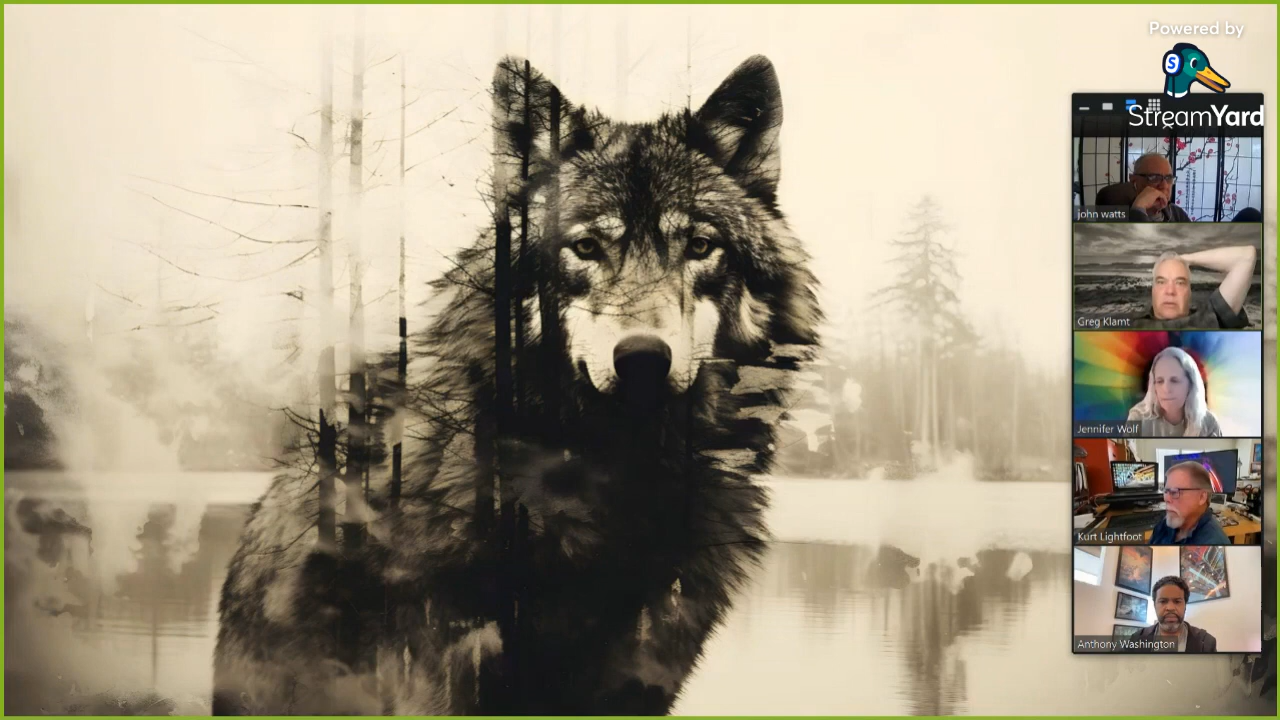 Powered by
S
StreamYard
john watts
Greg Klamt
Jennifer Wolf
Kurt Lightfoot
Anthony Washington